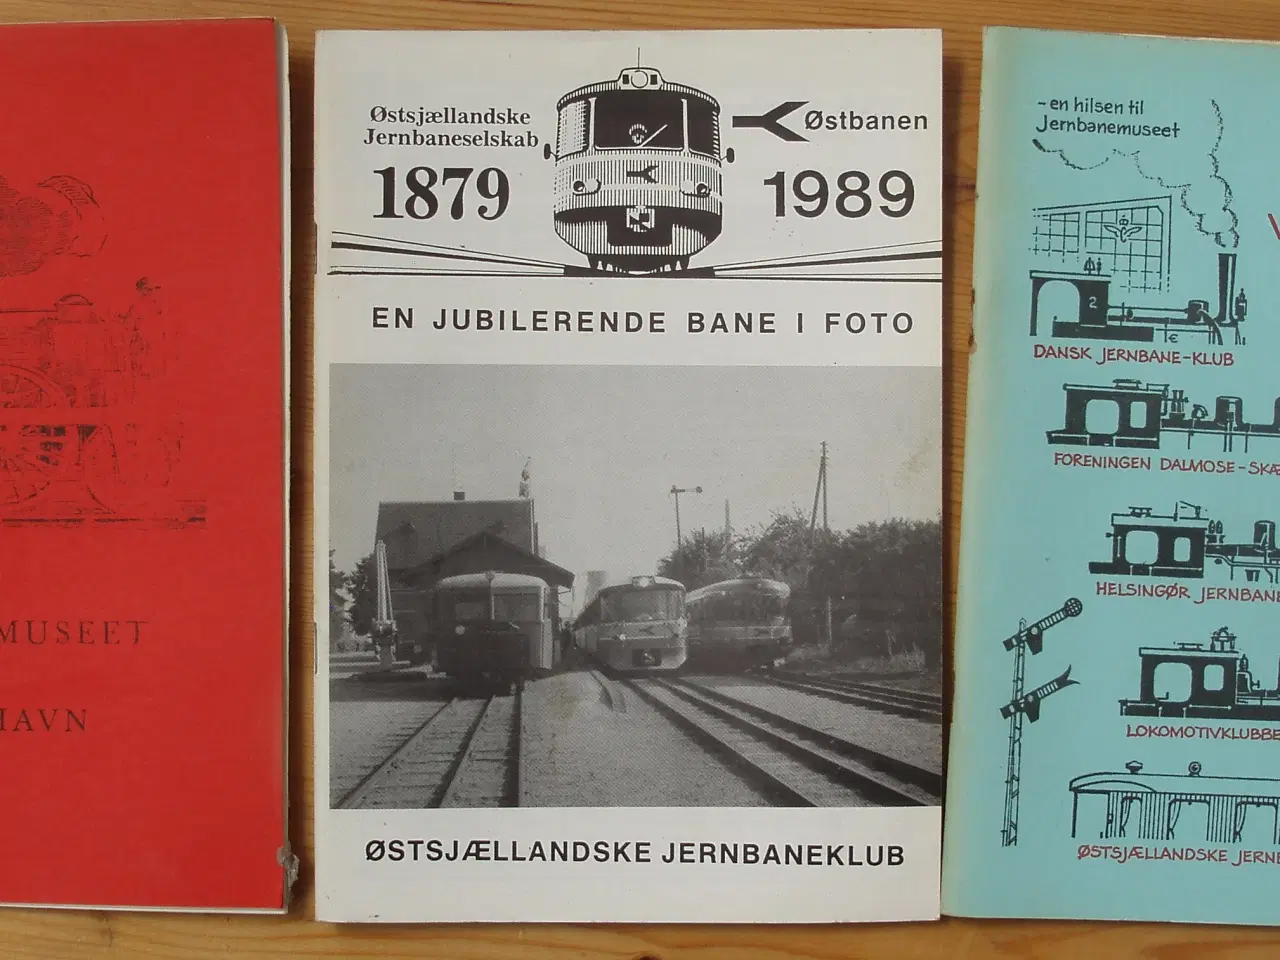 MUSEET
HAVN
Østsjællandske
Jernbaneselskab
1879
Østbanen
1989
EN JUBILERENDE BANE I FOTO
ØSTSJÆLLANDSKE JERNBANEKLUB
- en hilsen til
Jernbanemuseet
2
DANSK JERNBANE-KLUB
FORENINGEN DALMOSE-SKÆ
HELSINGØR JERNBANE
LOKOMOTIVKLUBBE
ØSTSJÆLLANDSKE JERNE